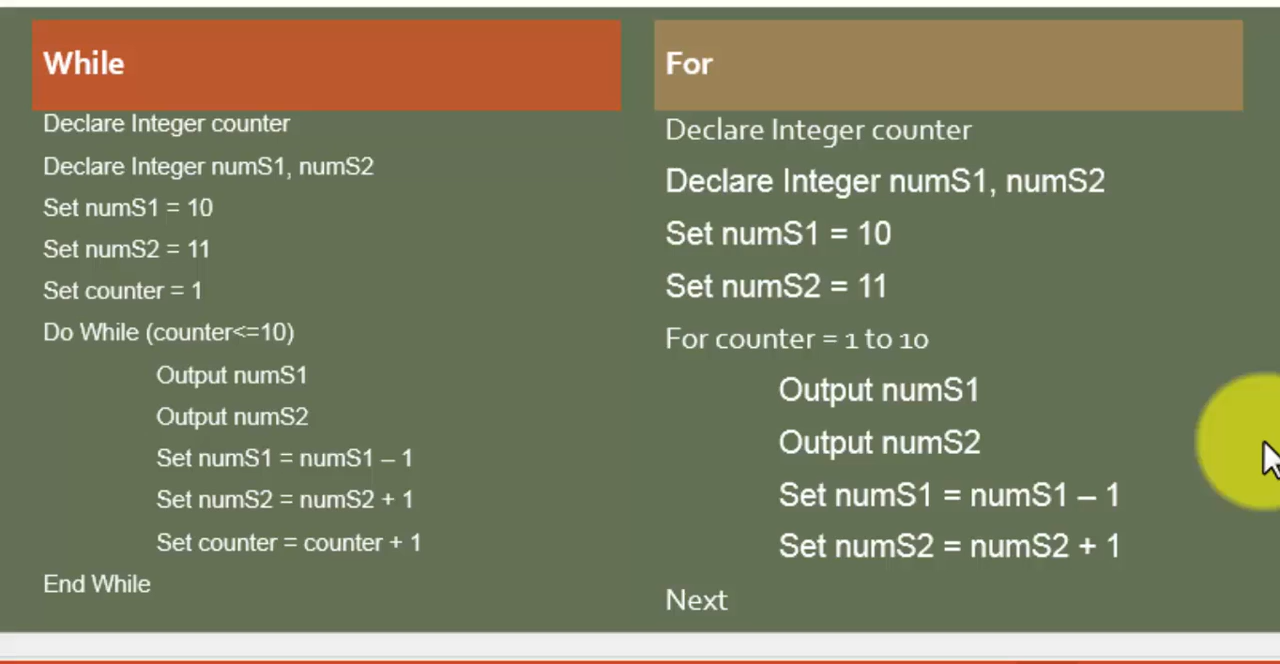 While
Declare Integer counter
Declare Integer numS1, numS2
Set numS1 = 10
Set numS2 = 11
Set counter = 1
Do While (counter<=10)
Output numS1
Output numS2
Set numS1 = numS1 – 1
Set numS2 = numS2 + 1
Set counter = counter + 1
End While
For
Declare Integer counter
Declare Integer numS1, numS2
Set numS1 = 10
Set numS2 = 11
For counter = 1 to 10
Output numS1
Output numS2
Set numS1 = numS1 – 1
Set numS2 = numS2 + 1
Next